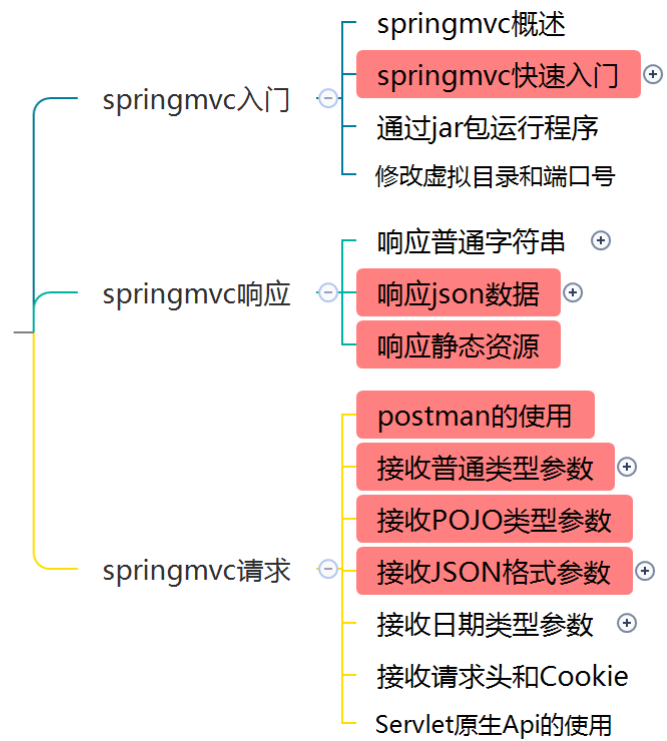 springmvc入门
springmvc概述
springmvc快速入门
通过jar包运行程序
修改虚拟目录和端口号
springmvc响应
响应普通字符串
响应json数据
响应静态资源
springmvc请求
postman的使用
接收普通类型参数
接收POJO类型参数
接收JSON格式参数
接收日期类型参数
接收请求头和Cookie
Servlet原生Api的使用